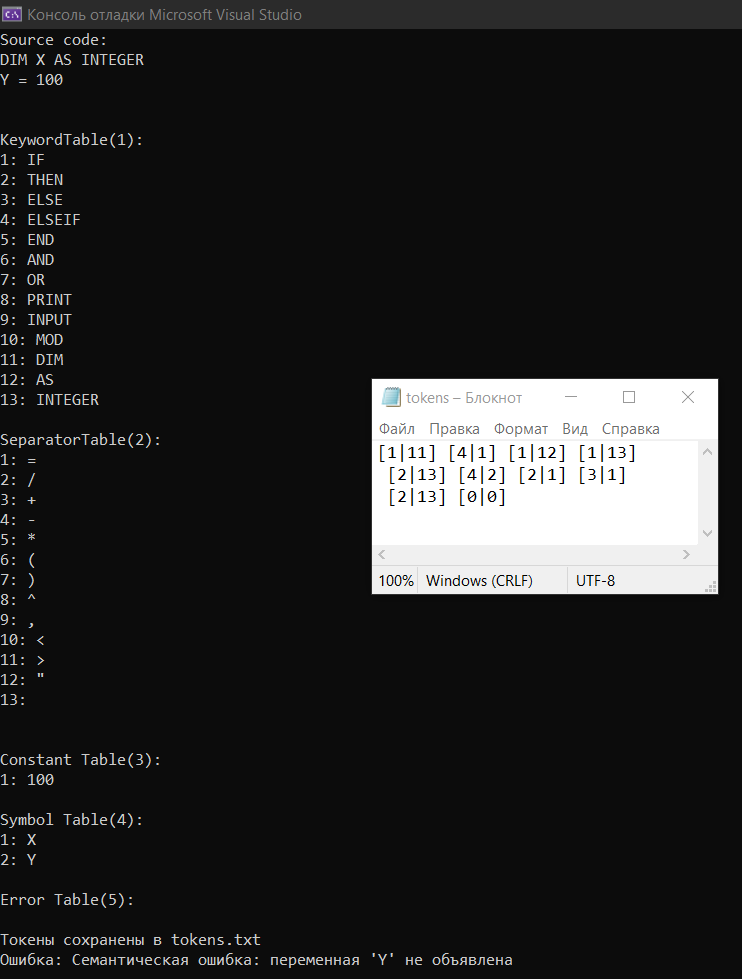 Консоль отладки Microsoft Visual Studio
Source code:
DIM X AS INTEGER
Y = 100
KeywordTable(1):
1: IF
2: THEN
3: ELSE
4: ELSEIF
5: END
6: AND
7: OR
8: PRINT
9: INPUT
10: MOD
11: DIM
12: AS
13: INTEGER
SeparatorTable(2):
1: =
2: /
3: +
4: -
5: *
6: (
7: )
8: ^
9: ,
10: <
11: >
12: "
13:
Constant Table(3):
1: 100
Symbol Table(4):
1: X
2: Y
Error Table(5):
Токены сохранены в tokens.txt
Ошибка: Семантическая ошибка: переменная 'Y' не объявлена
tokens – Блокнот
Файл Правка Формат Вид Справка
[1|11] [4|1] [1|12] [1|13]
[2|13] [4|2] [2|1] [3|1]
[2|13] [0|0]
100% Windows (CRLF) UTF-8